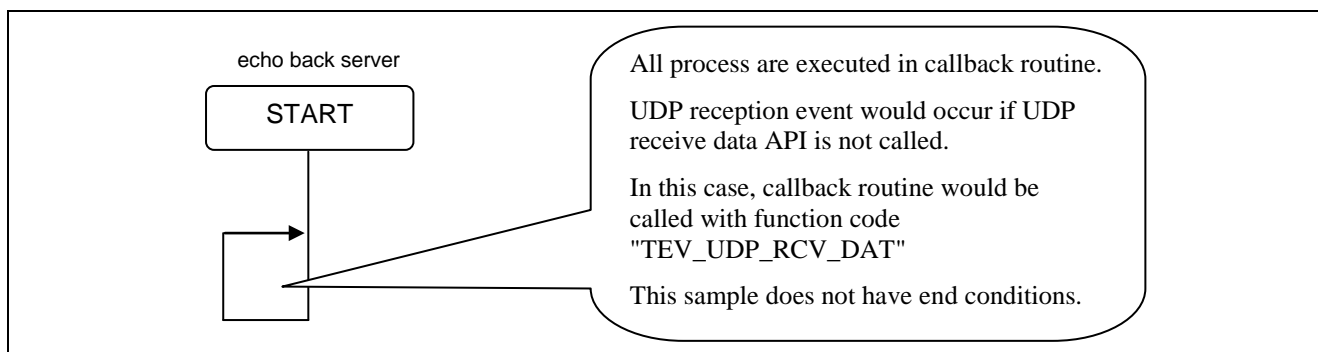 echo back server
START
All process are executed in callback routine.
UDP reception event would occur if UDP
receive data API is not called.
In this case, callback routine would be
called with function code
"TEV_UDP_RCV_DAT"
This sample does not have end conditions.